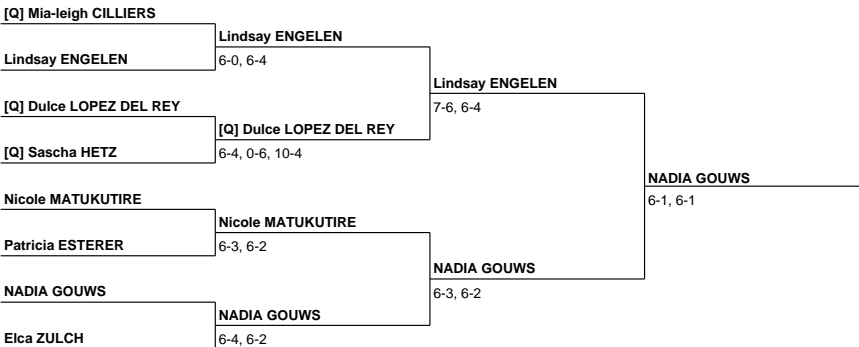 [Q] Mia-leigh CILLIERS
Lindsay ENGELEN
Lindsay ENGELEN
6-0, 6-4
Lindsay ENGELEN
7-6, 6-4
[Q] Dulce LOPEZ DEL REY
[Q] Dulce LOPEZ DEL REY
[Q] Sascha HETZ
6-4, 0-6, 10-4
NADIA GOUWS
6-1, 6-1
Nicole MATUKUTIRE
Nicole MATUKUTIRE
Patricia ESTERER
6-3, 6-2
NADIA GOUWS
6-3, 6-2
NADIA GOUWS
NADIA GOUWS
Elca ZULCH
6-4, 6-2